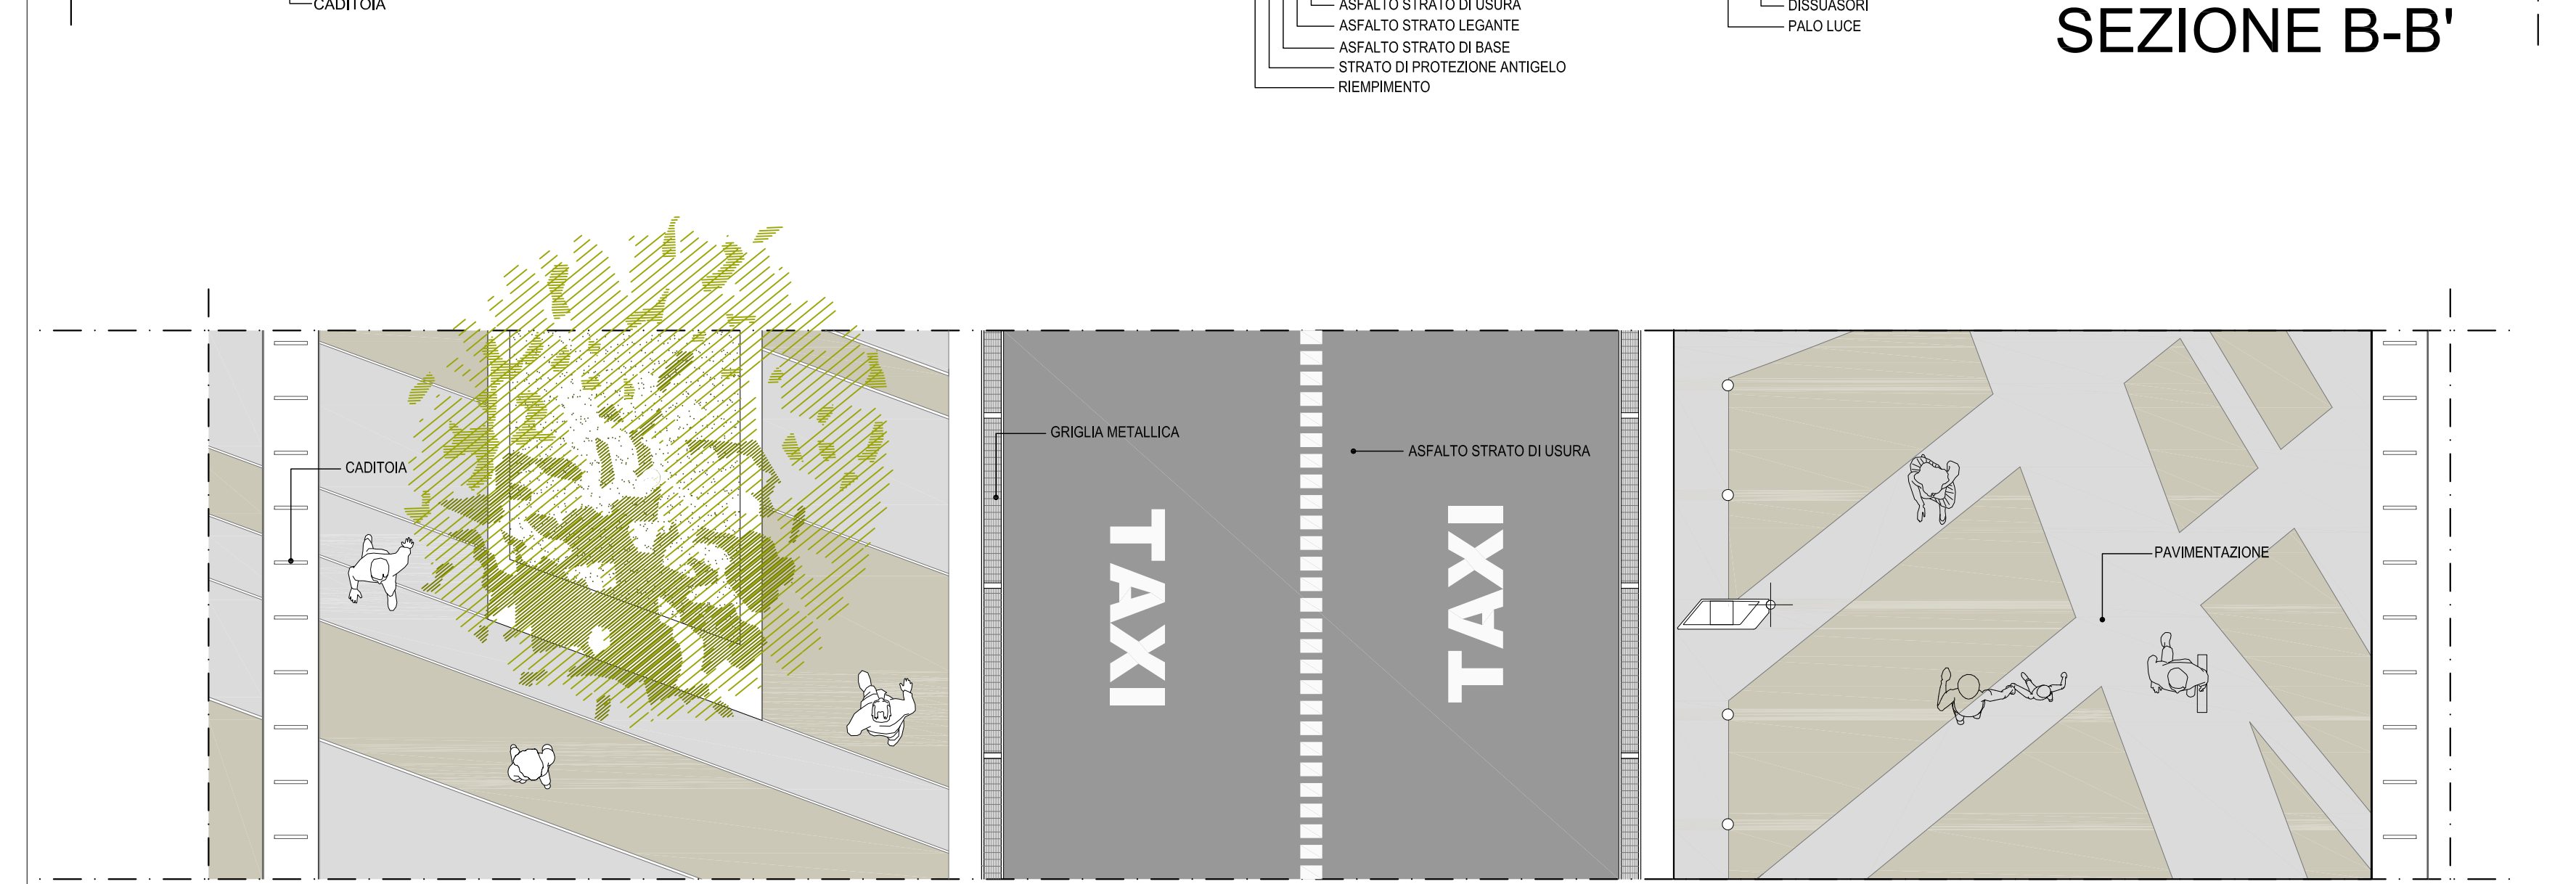 CADITOIA
ASFALTO STRATO DI USURA
ASFALTO STRATO LEGANTE
ASFALTO STRATO DI BASE
STRATO DI PROTEZIONE ANTIGELO
RIEMPIMENTO
DISSUASORI
PALO LUCE
SEZIONE B-B'
CADITOIA
GRIGLIA METALLICA
TAXI
ASFALTO STRATO DI USURA
TAXI
PAVIMENTAZIONE